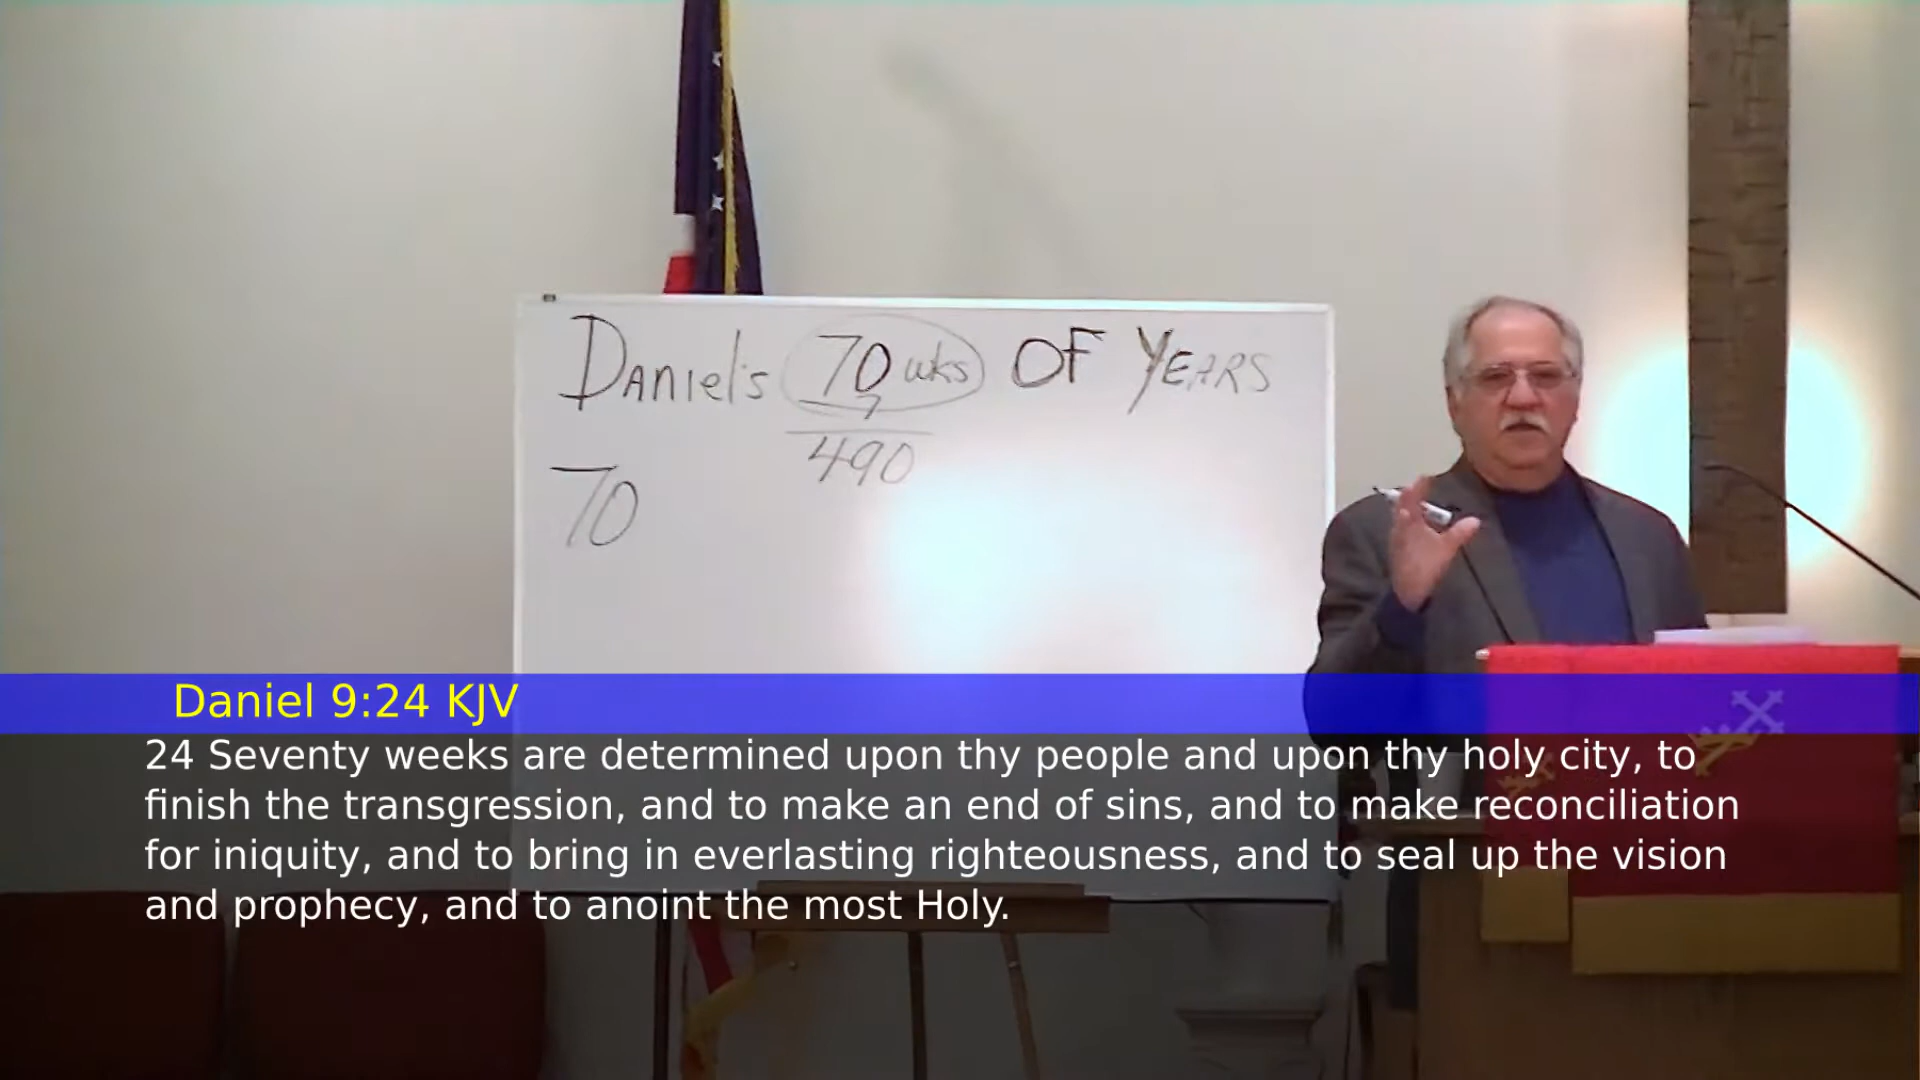 Daniel's 70 wks OF YEARS
7
490
70
Daniel 9:24 KJV
24 Seventy weeks are determined upon thy people and upon thy holy city, to
finish the transgression, and to make an end of sins, and to make reconciliation
for iniquity, and to bring in everlasting righteousness, and to seal up the vision
and prophecy, and to anoint the most Holy.